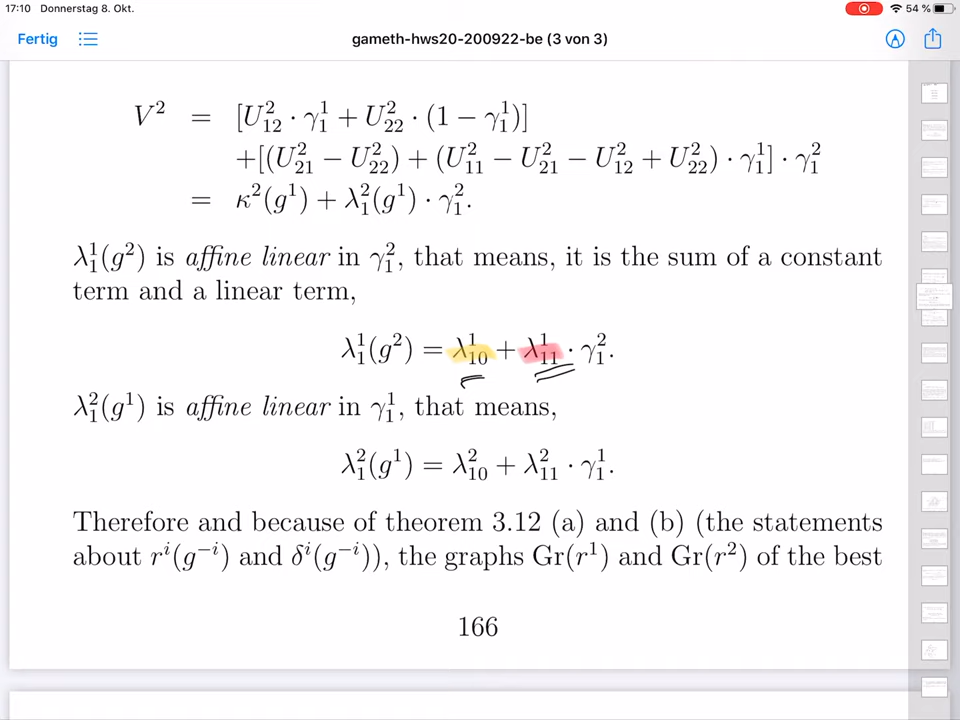 17:10 Donnerstag 8. Okt. 54 %
Fertig gameth-hws20-200922-be (3 von 3)
V² = [U²₁₂ · γ¹₁ + U²₂₂ · (1 − γ¹₁)]
+[(U²₂₁ − U²₂₂) + (U²₁₁ − U²₂₁ − U²₁₂ + U²₂₂) · γ¹₁] · γ²₁
= κ²(g¹) + λ²₁(g¹) · γ²₁.
λ¹₁(g²) is affine linear in γ²₁, that means, it is the sum of a constant
term and a linear term,
λ¹₁(g²) = λ¹₁₀ + λ¹₁₁ · γ²₁.
λ²₁(g¹) is affine linear in γ¹₁, that means,
λ²₁(g¹) = λ²₁₀ + λ²₁₁ · γ¹₁.
Therefore and because of theorem 3.12 (a) and (b) (the statements
about rⁱ(g⁻ⁱ) and δⁱ(g⁻ⁱ)), the graphs Gr(r¹) and Gr(r²) of the best
166